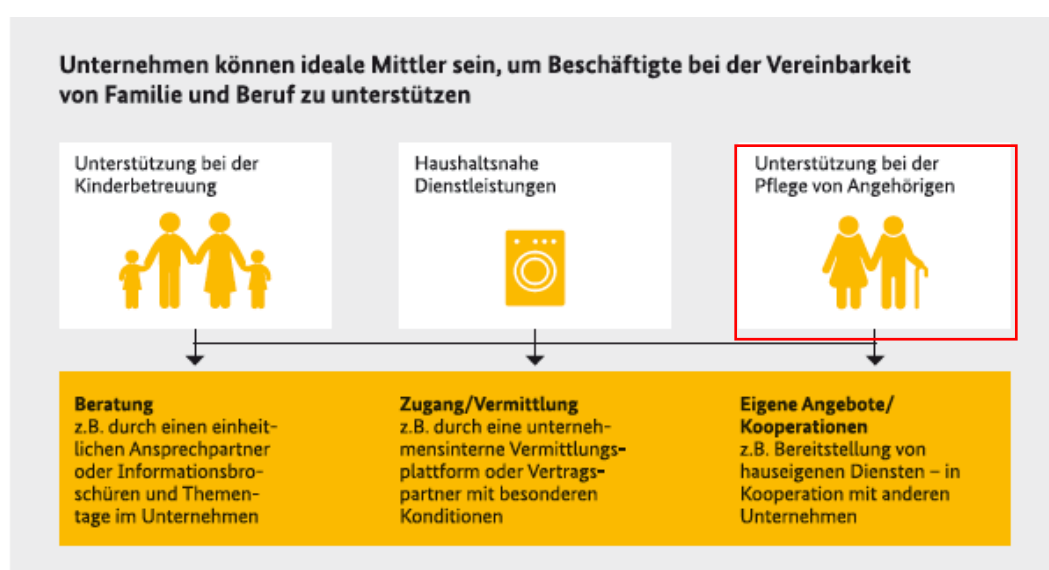 Unternehmen können ideale Mittler sein, um Beschäftigte bei der Vereinbarkeit
von Familie und Beruf zu unterstützen
Unterstützung bei der
Kinderbetreuung
Haushaltsnahe
Dienstleistungen
Unterstützung bei der
Pflege von Angehörigen
Beratung
z.B. durch einen einheit-
lichen Ansprechpartner
oder Informationsbro-
schüren und Themen-
tage im Unternehmen
Zugang/Vermittlung
z.B. durch eine unterneh-
mensinterne Vermittlungs-
plattform oder Vertrags-
partner mit besonderen
Konditionen
Eigene Angebote/
Kooperationen
z.B. Bereitstellung von
hauseigenen Diensten – in
Kooperation mit anderen
Unternehmen